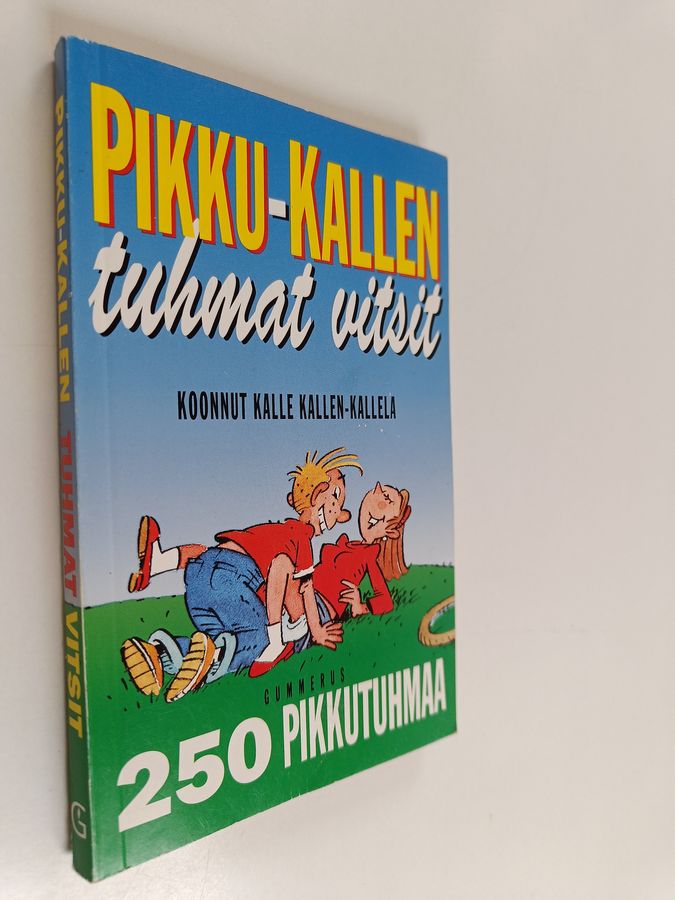 PIKKU-KALLEN
tuhmat vitsit
KOONNUT KALLE KALLEN-KALLELA
GUMMERUS
250 PIKKUTUHMAA
PIKKU-KALLEN TUHMAT VITSIT
G